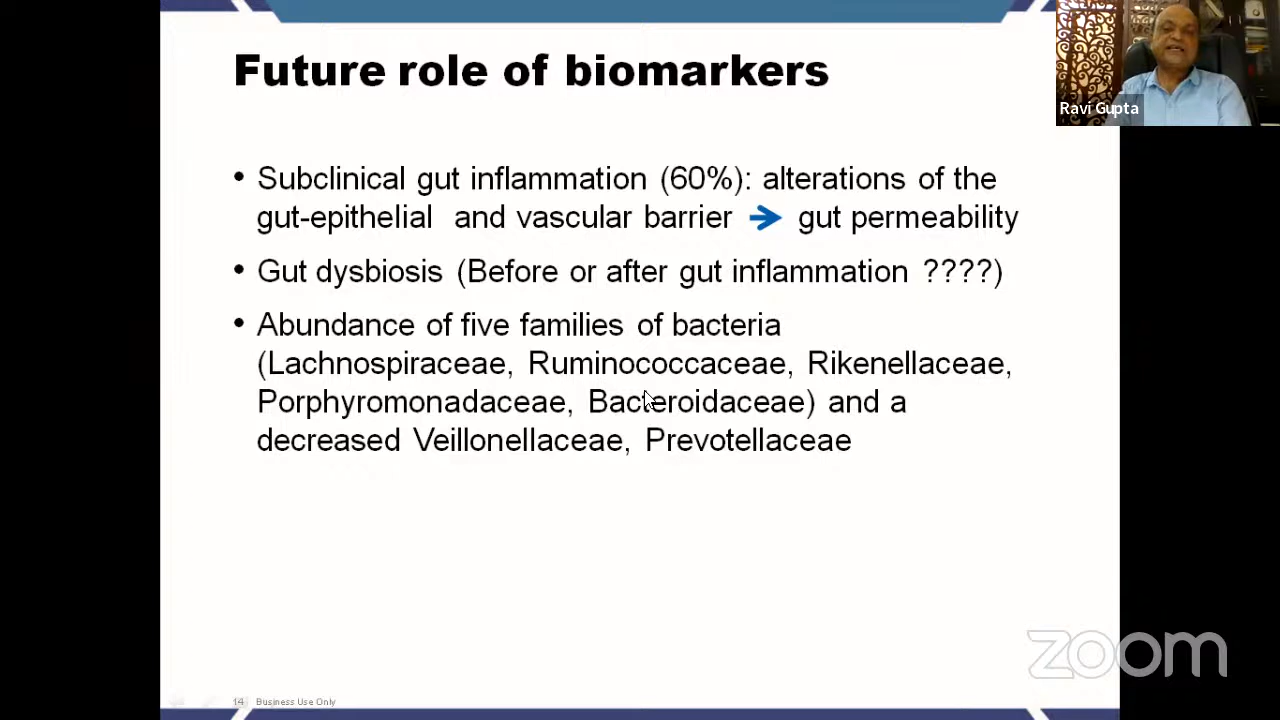 Future role of biomarkers
Ravi Gupta
• Subclinical gut inflammation (60%): alterations of the
gut-epithelial and vascular barrier → gut permeability
• Gut dysbiosis (Before or after gut inflammation ????)
• Abundance of five families of bacteria
(Lachnospiraceae, Ruminococcaceae, Rikenellaceae,
Porphyromonadaceae, Bacteroidaceae) and a
decreased Veillonellaceae, Prevotellaceae
zoom
14 Business Use Only